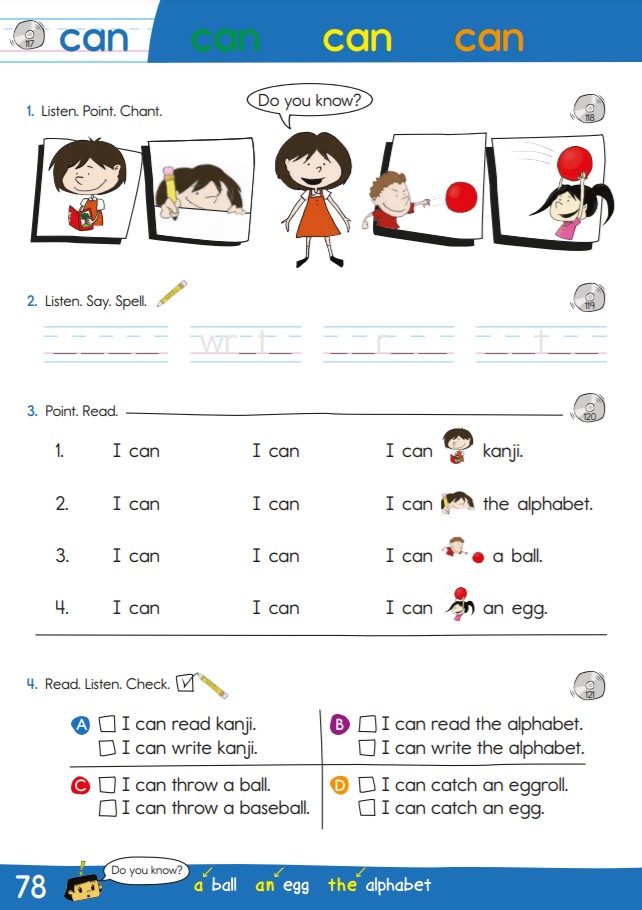 117 can can can can
Do you know?
1. Listen. Point. Chant.
118
2. Listen. Say. Spell.
119
_ _ _ _ wr_t_ _ _r_ _ _ _ _t_ _
3. Point. Read.
120
1. I can I can I can kanji.
2. I can I can I can the alphabet.
3. I can I can I can a ball.
4. I can I can I can an egg.
4. Read. Listen. Check.
121
A I can read kanji.
I can write kanji.
B I can read the alphabet.
I can write the alphabet.
C I can throw a ball.
I can throw a baseball.
D I can catch an eggroll.
I can catch an egg.
78 ! Do you know? a ball an egg the alphabet